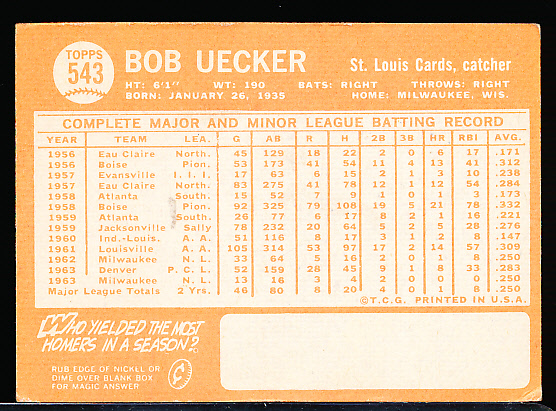 TOPPS
543
BOB UECKER
St. Louis Cards, catcher
HT: 6'1" WT: 190 BATS: RIGHT THROWS: RIGHT
BORN: JANUARY 26, 1935 HOME: MILWAUKEE, WIS.
COMPLETE MAJOR AND MINOR LEAGUE BATTING RECORD
YEAR TEAM LEA. G AB R H 2B 3B HR RBI AVG.
1956 Eau Claire North. 45 129 18 22 2 0 6 17 .171
1956 Boise Pion. 53 173 41 54 11 4 13 41 .312
1957 Evansville I. I. I. 17 63 6 15 2 1 3 10 .238
1957 Eau Claire North. 83 275 41 78 12 1 12 54 .284
1958 Atlanta South. 15 52 7 9 1 0 1 3 .173
1958 Boise Pion. 92 325 79 108 19 5 21 78 .332
1959 Atlanta South. 26 77 6 17 8 2 1 16 .221
1959 Jacksonville Sally 78 232 20 64 5 2 5 28 .276
1960 Ind.-Louis. A. A. 51 116 8 17 3 1 2 8 .147
1961 Louisville A. A. 105 314 53 97 17 2 14 57 .309
1962 Milwaukee N. L. 33 64 5 16 2 0 1 8 .250
1963 Denver P. C. L. 52 159 28 45 9 1 8 33 .283
1963 Milwaukee N. L. 13 16 3 4 2 0 0 0 .250
Major League Totals 2 Yrs. 46 80 8 20 4 0 1 8 .250
©T.C.G. PRINTED IN U.S.A.
WHO YIELDED THE MOST
HOMERS IN A SEASON?
RUB EDGE OF NICKEL OR
DIME OVER BLANK BOX
FOR MAGIC ANSWER
¢